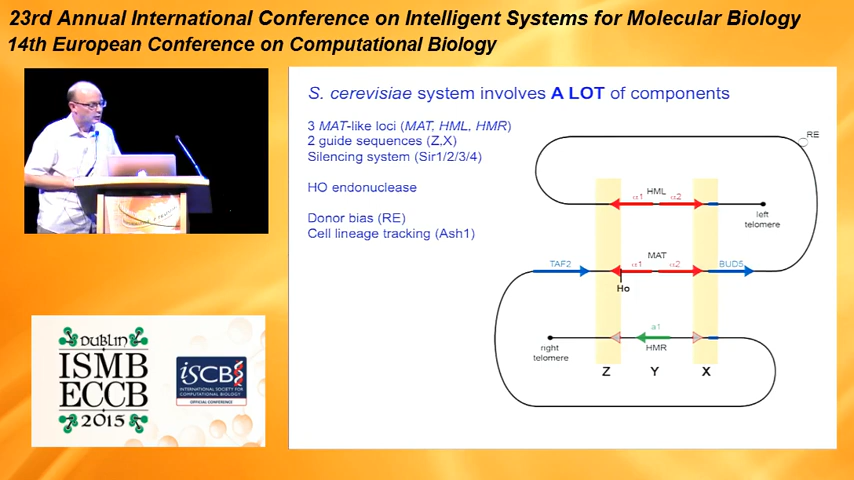 23rd Annual International Conference on Intelligent Systems for Molecular Biology
14th European Conference on Computational Biology
S. cerevisiae system involves A LOT of components
3 MAT-like loci (MAT, HML, HMR)
2 guide sequences (Z,X)
Silencing system (Sir1/2/3/4)
HO endonuclease
Donor bias (RE)
Cell lineage tracking (Ash1)
RE
HML
α1 α2
left
telomere
MAT
TAF2 α1 α2 BUD5
Ho
a1
HMR
right
telomere
Z Y X
DUBLIN
ISMB
ECCB
2015
ISCB
INTERNATIONAL SOCIETY FOR
COMPUTATIONAL BIOLOGY
OFFICIAL CONFERENCE